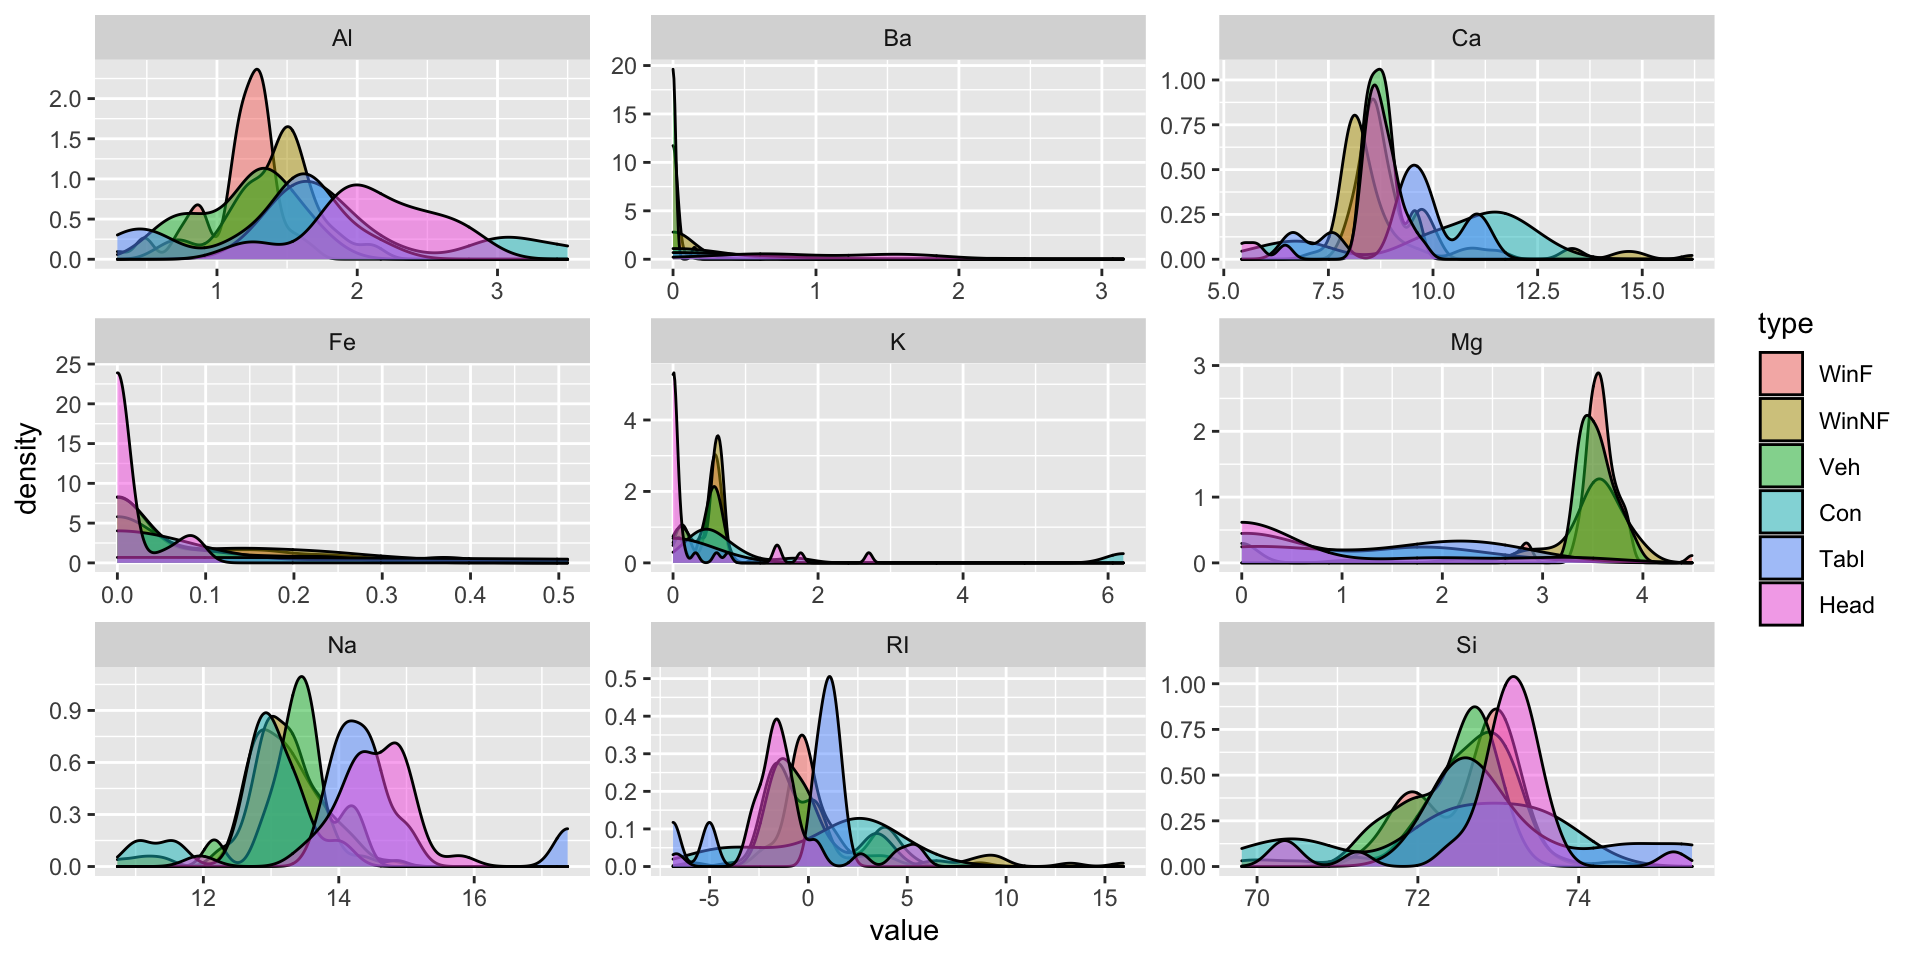 Al
Ba
Ca
2.0
1.5
1.0
0.5
0.0
1 2 3
20
15
10
5
0
0 1 2 3
1.00
0.75
0.50
0.25
0.00
5.0 7.5 10.0 12.5 15.0
Fe
K
Mg
25
20
15
10
5
0
0.0 0.1 0.2 0.3 0.4 0.5
4
2
0
0 2 4 6
3
2
1
0
0 1 2 3 4
Na
RI
Si
0.9
0.6
0.3
0.0
12 14 16
0.5
0.4
0.3
0.2
0.1
0.0
-5 0 5 10 15
1.00
0.75
0.50
0.25
0.00
70 72 74
density
value
type
WinF
WinNF
Veh
Con
Tabl
Head